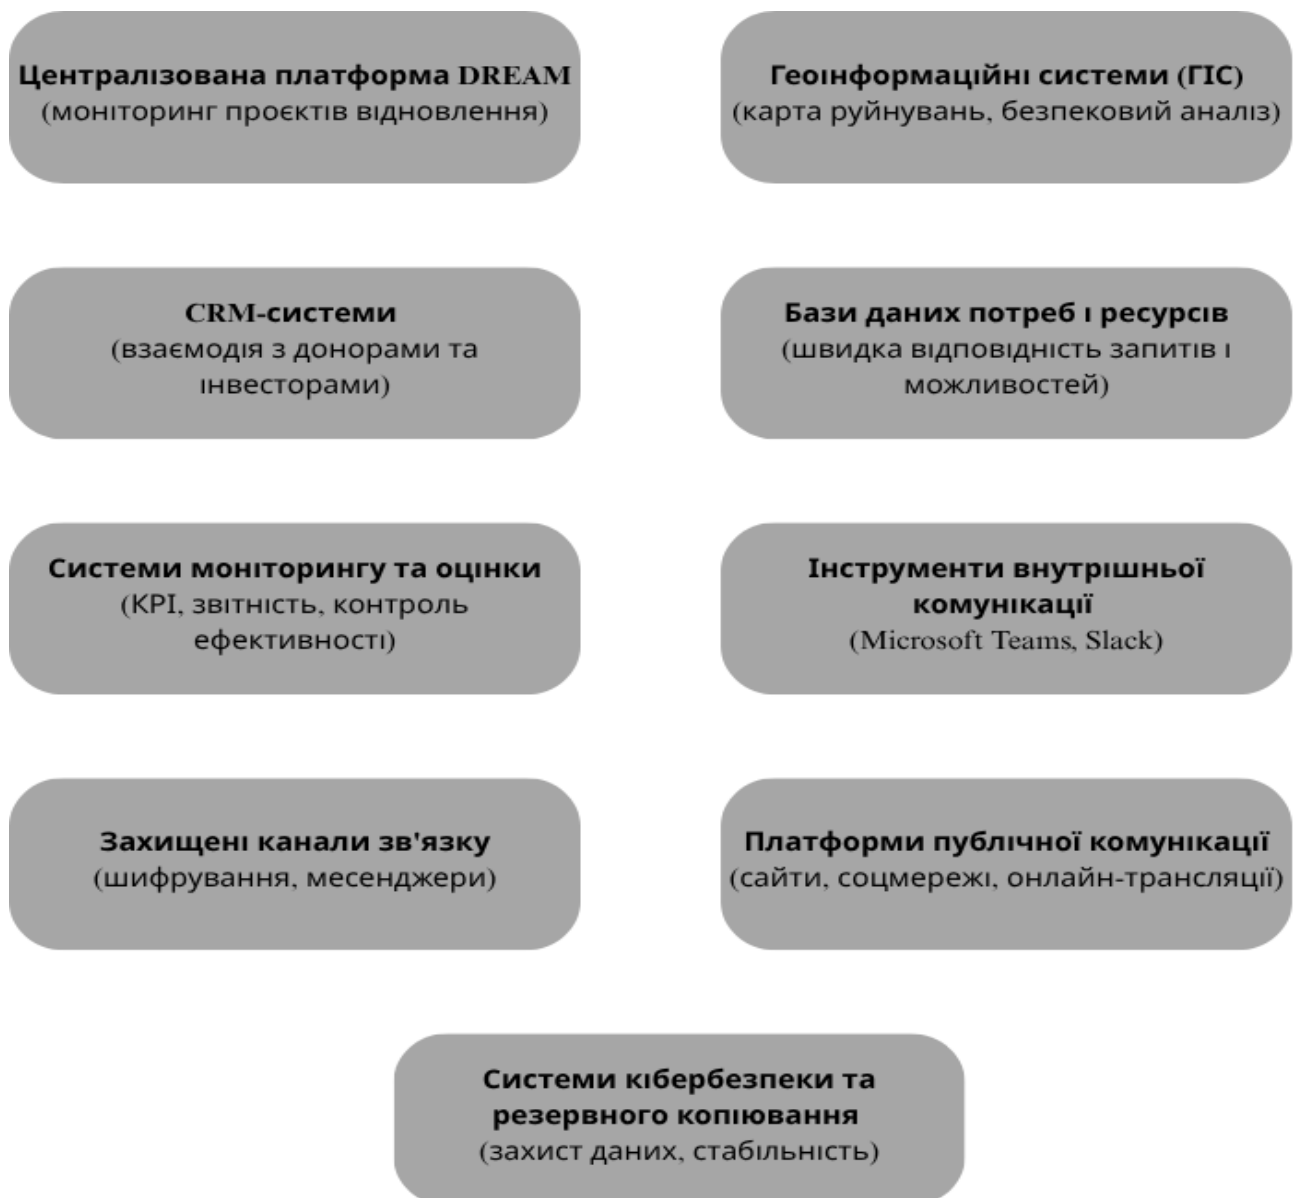 Централізована платформа DREAM
(моніторинг проєктів відновлення)
Геоінформаційні системи (ГІС)
(карта руйнувань, безпековий аналіз)
CRM-системи
(взаємодія з донорами та
інвесторами)
Бази даних потреб і ресурсів
(швидка відповідність запитів і
можливостей)
Системи моніторингу та оцінки
(KPI, звітність, контроль
ефективності)
Інструменти внутрішньої
комунікації
(Microsoft Teams, Slack)
Захищені канали зв'язку
(шифрування, месенджери)
Платформи публічної комунікації
(сайти, соцмережі, онлайн-трансляції)
Системи кібербезпеки та
резервного копіювання
(захист даних, стабільність)